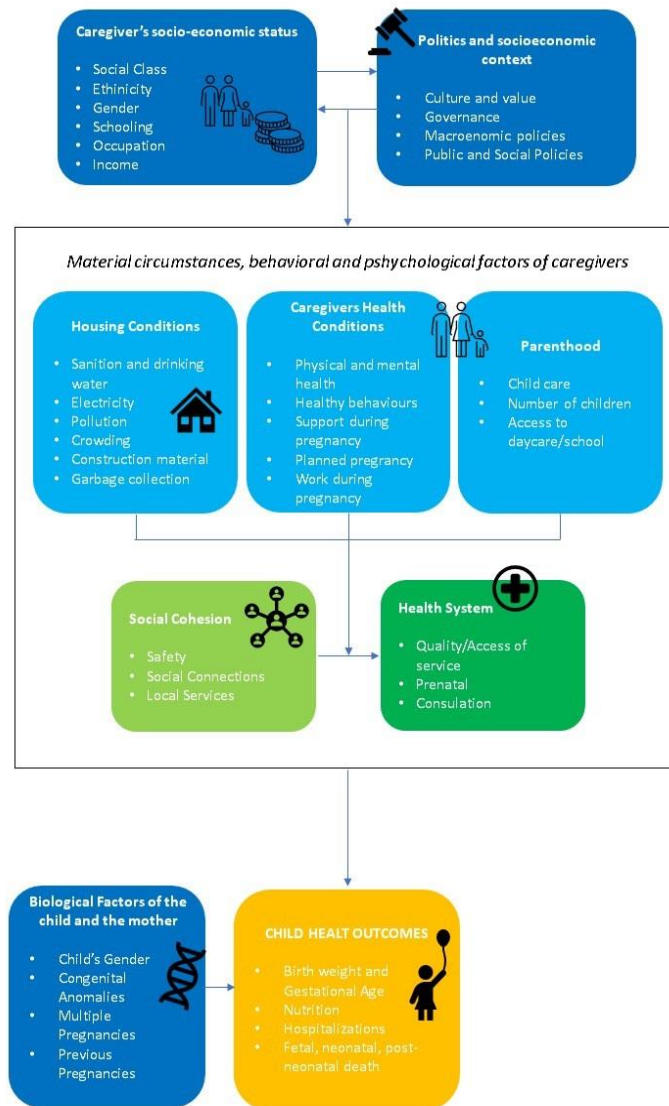 Caregiver's socio-economic status
• Social Class
• Ethinicity
• Gender
• Schooling
• Occupation
• Income
Politics and socioeconomic
context
• Culture and value
• Governance
• Macroenomic policies
• Public and Social Policies
Material circumstances, behavioral and pshychological factors of caregivers
Housing Conditions
• Sanition and drinking
water
• Electricity
• Pollution
• Crowding
• Construction material
• Garbage collection
Caregivers Health
Conditions
• Physical and mental
health
• Healthy behaviours
• Support during
pregnancy
• Planned pregrancy
• Work during
pregnancy
Parenthood
• Child care
• Number of children
• Access to
daycare/school
Social Cohesion
• Safety
• Social Connections
• Local Services
Health System
• Quality/Access of
service
• Prenatal
• Consulation
Biological Factors of the
child and the mother
• Child's Gender
• Congenital
Anomalies
• Multiple
Pregnancies
• Previous
Pregnancies
CHILD HEALT OUTCOMES
• Birth weight and
Gestational Age
• Nutrition
• Hospitalizations
• Fetal, neonatal, post-
neonatal death